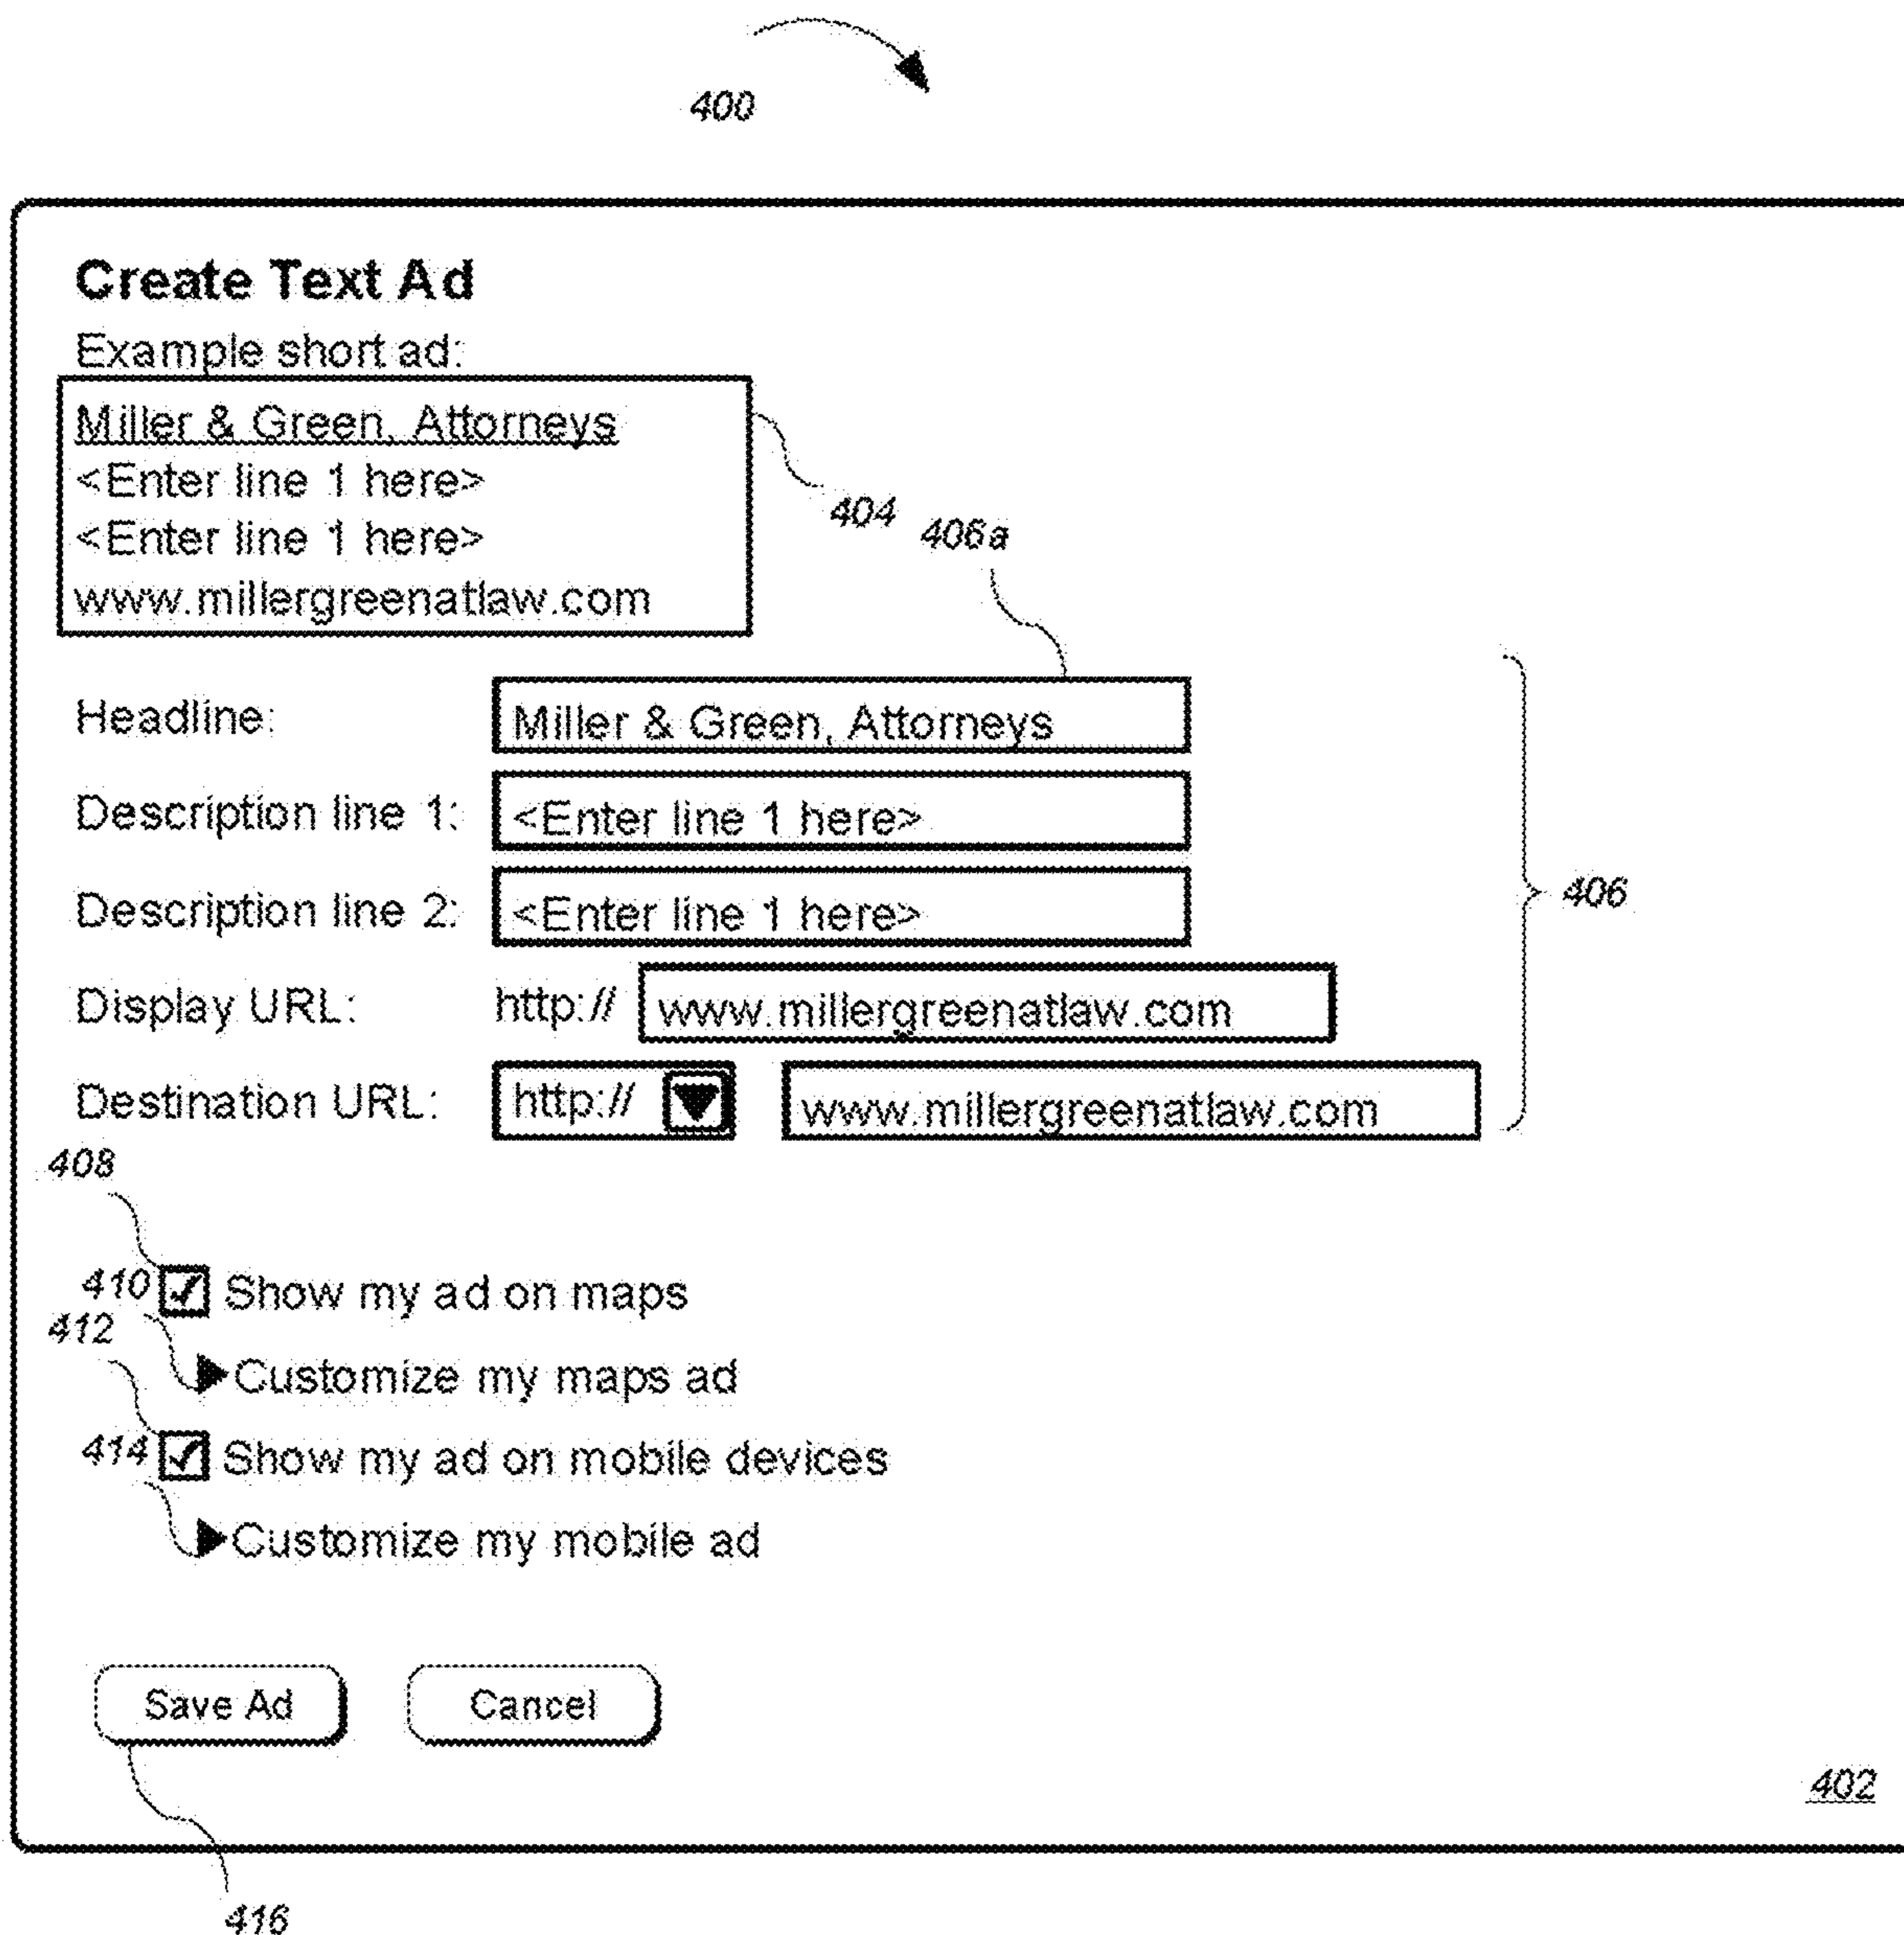 400
Create Text Ad
Example short ad:
Miller & Green, Attorneys
<Enter line 1 here>
<Enter line 1 here>
www.millergreenatlaw.com
404
406a
Headline: Miller & Green, Attorneys
Description line 1: <Enter line 1 here>
Description line 2: <Enter line 1 here>
406
Display URL: http:// www.millergreenatlaw.com
Destination URL: http:// www.millergreenatlaw.com
408
410 Show my ad on maps
412
Customize my maps ad
414 Show my ad on mobile devices
Customize my mobile ad
Save Ad Cancel
402
416